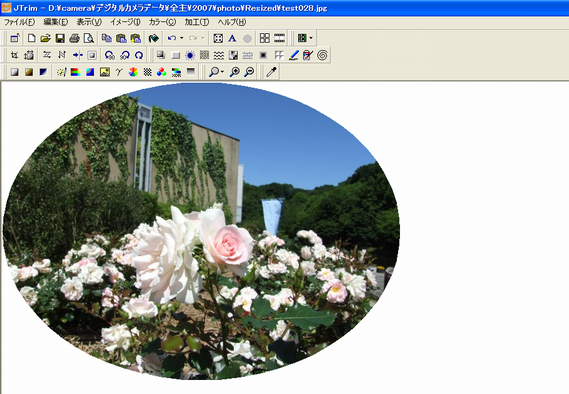 JTrim - D:¥camera¥デジタルカメラデータ¥全主¥2007¥photo¥Resized¥test028.jpg
ファイル(F) 編集(E) 表示(V) イメージ(I) カラー(C) 加工(T) ヘルプ(H)